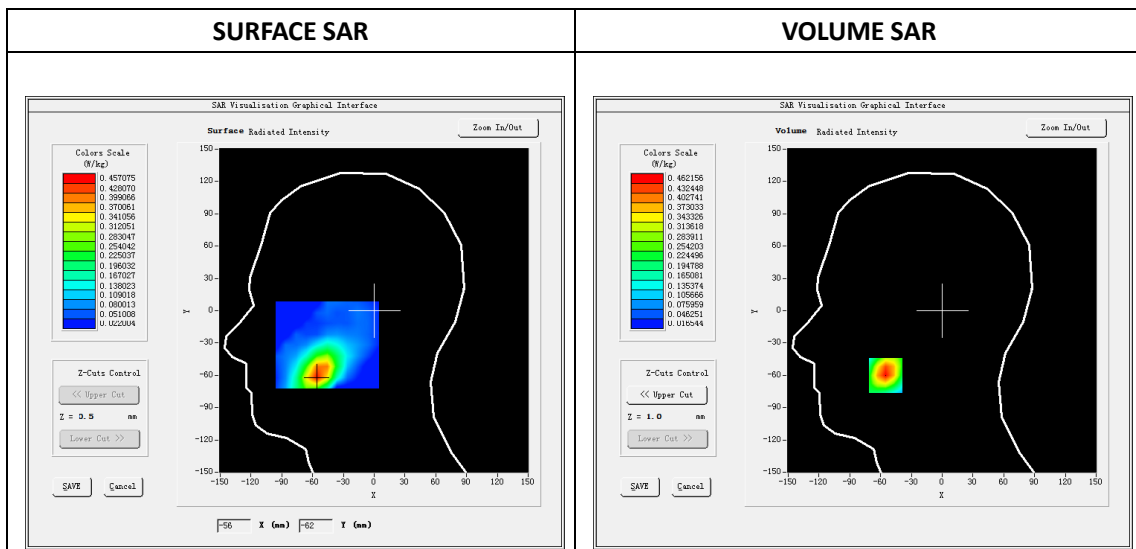 SURFACE SAR
VOLUME SAR
SAR Visualisation Graphical Interface
Surface Radiated Intensity
Zoom In/Out
Colors Scale
(W/kg)
0.457075
0.428070
0.399066
0.370061
0.341056
0.312051
0.283047
0.254042
0.225037
0.196032
0.167027
0.138023
0.109018
0.080013
0.051008
0.022004
Z-Cuts Control
<< Upper Cut
Z = 0.5 mm
Lower Cut >>
SAVE
Cancel
150
120
90
60
30
0
-30
-60
-90
-120
-150
Y
-150 -120 -90 -60 -30 0 30 60 90 120 150
X
-56 X (mm) -62 Y (mm)
SAR Visualisation Graphical Interface
Volume Radiated Intensity
Zoom In/Out
Colors Scale
(W/kg)
0.462156
0.432448
0.402741
0.373033
0.343326
0.313618
0.283911
0.254203
0.224496
0.194788
0.165081
0.135374
0.105666
0.075959
0.046251
0.016544
Z-Cuts Control
<< Upper Cut
Z = 1.0 mm
Lower Cut >>
SAVE
Cancel
150
120
90
60
30
0
-30
-60
-90
-120
-150
Y
-150 -120 -90 -60 -30 0 30 60 90 120 150
X